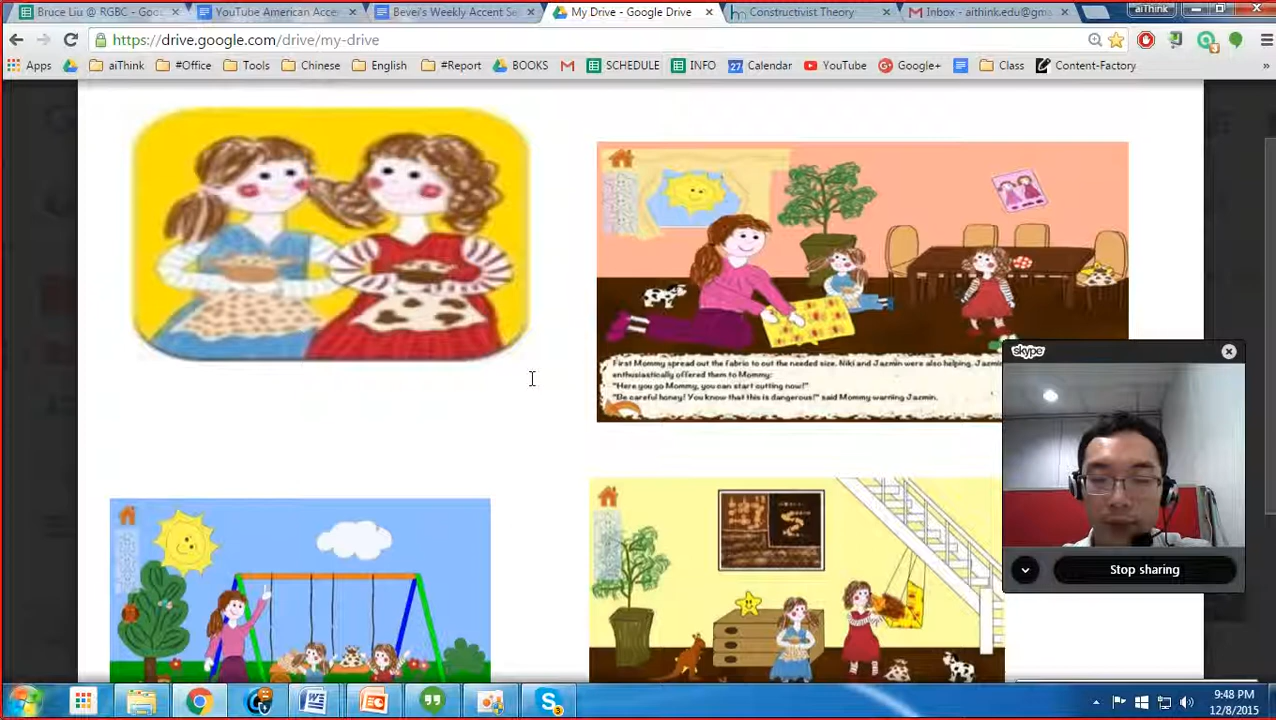 Bruce Liu @ RGBC - Goo
YouTube American Acce
Bevei's Weekly Accent Se
My Drive - Google Drive
Constructivist Theory
Inbox - aithink.edu@gma
aiThink
https://drive.google.com/drive/my-drive
Apps
aiThink
#Office
Tools
Chinese
English
#Report
BOOKS
SCHEDULE
INFO
27
Calendar
YouTube
Google+
Class
Content-Factory
»
First Mommy spread out the fabric to cut the needed size. Niki and Jazmin were also helping. Jazmin
enthusiastically offered them to Mommy:
"Here you go Mommy, you can start cutting now!"
"Be careful honey! You know that this is dangerous!" said Mommy warning Jazmin.
skype
Stop sharing
3
9:48 PM
12/8/2015